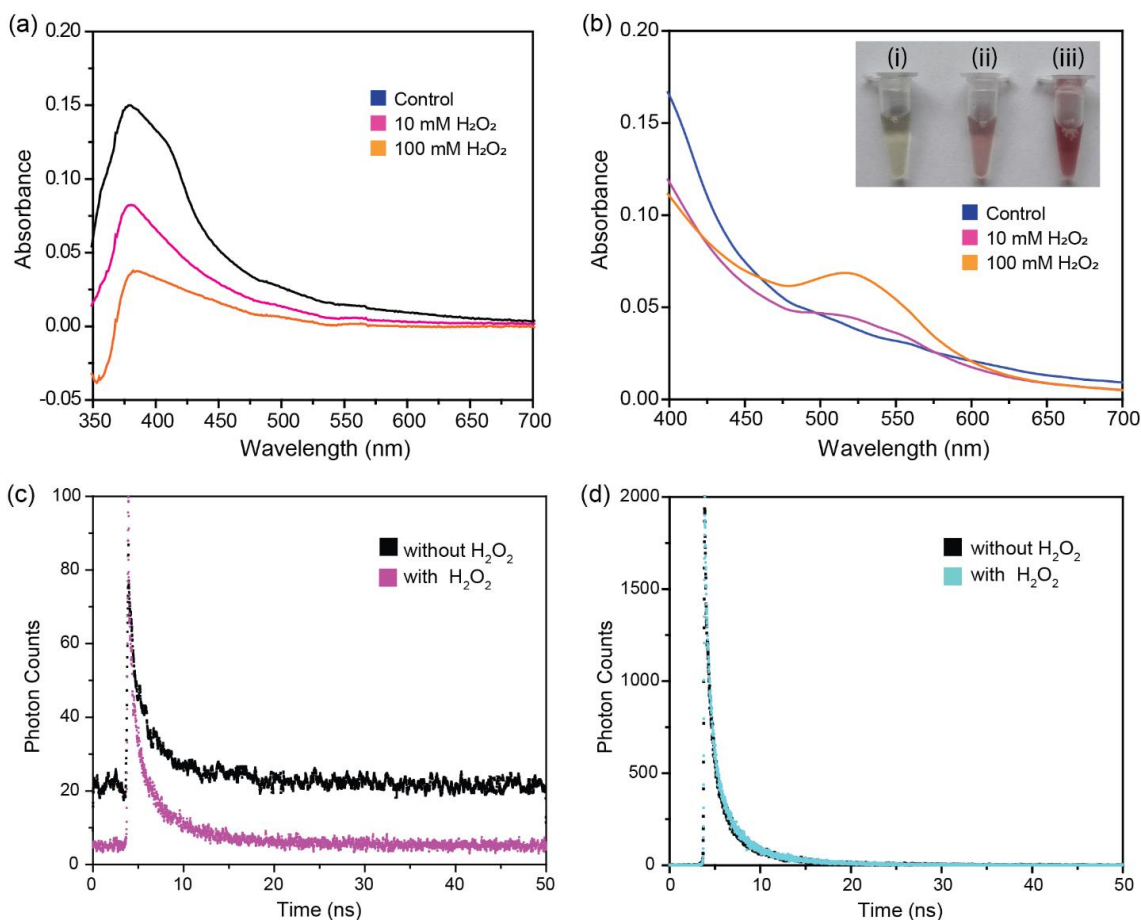 (a)
0.20
0.15
0.10
0.05
0.00
-0.05
Absorbance
Control
10 mM H₂O₂
100 mM H₂O₂
350 400 450 500 550 600 650 700
Wavelength (nm)
(b)
0.20
0.15
0.10
0.05
0.00
Absorbance
(i) (ii) (iii)
Control
10 mM H₂O₂
100 mM H₂O₂
400 450 500 550 600 650 700
Wavelength (nm)
(c)
100
80
60
40
20
0
Photon Counts
without H₂O₂
with H₂O₂
0 10 20 30 40 50
Time (ns)
(d)
2000
1500
1000
500
0
Photon Counts
without H₂O₂
with H₂O₂
0 10 20 30 40 50
Time (ns)